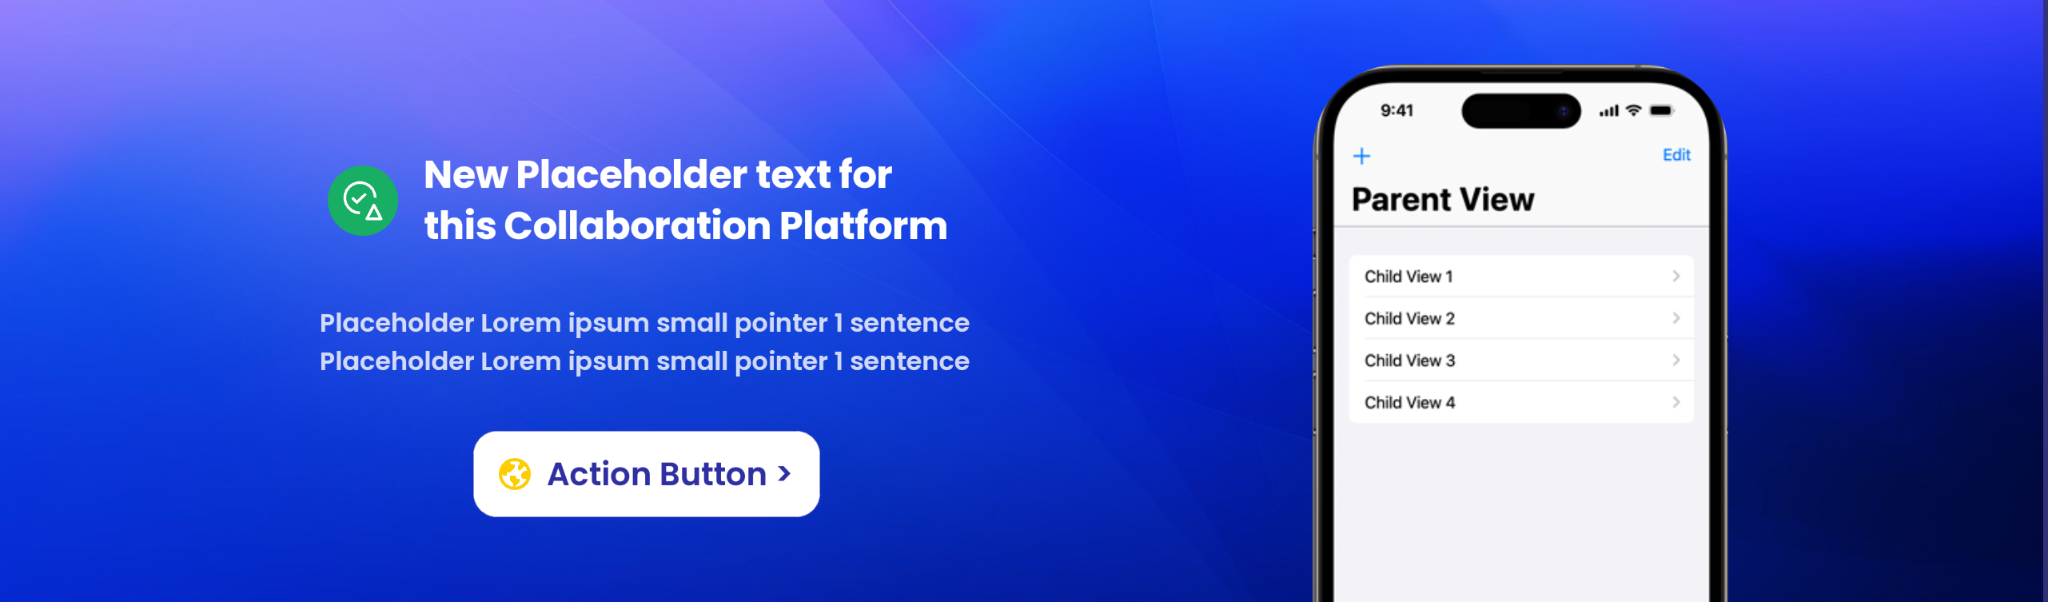 New Placeholder text for
this Collaboration Platform
Placeholder Lorem ipsum small pointer 1 sentence
Placeholder Lorem ipsum small pointer 1 sentence
Action Button >
9:41
+ Edit
Parent View
Child View 1
Child View 2
Child View 3
Child View 4